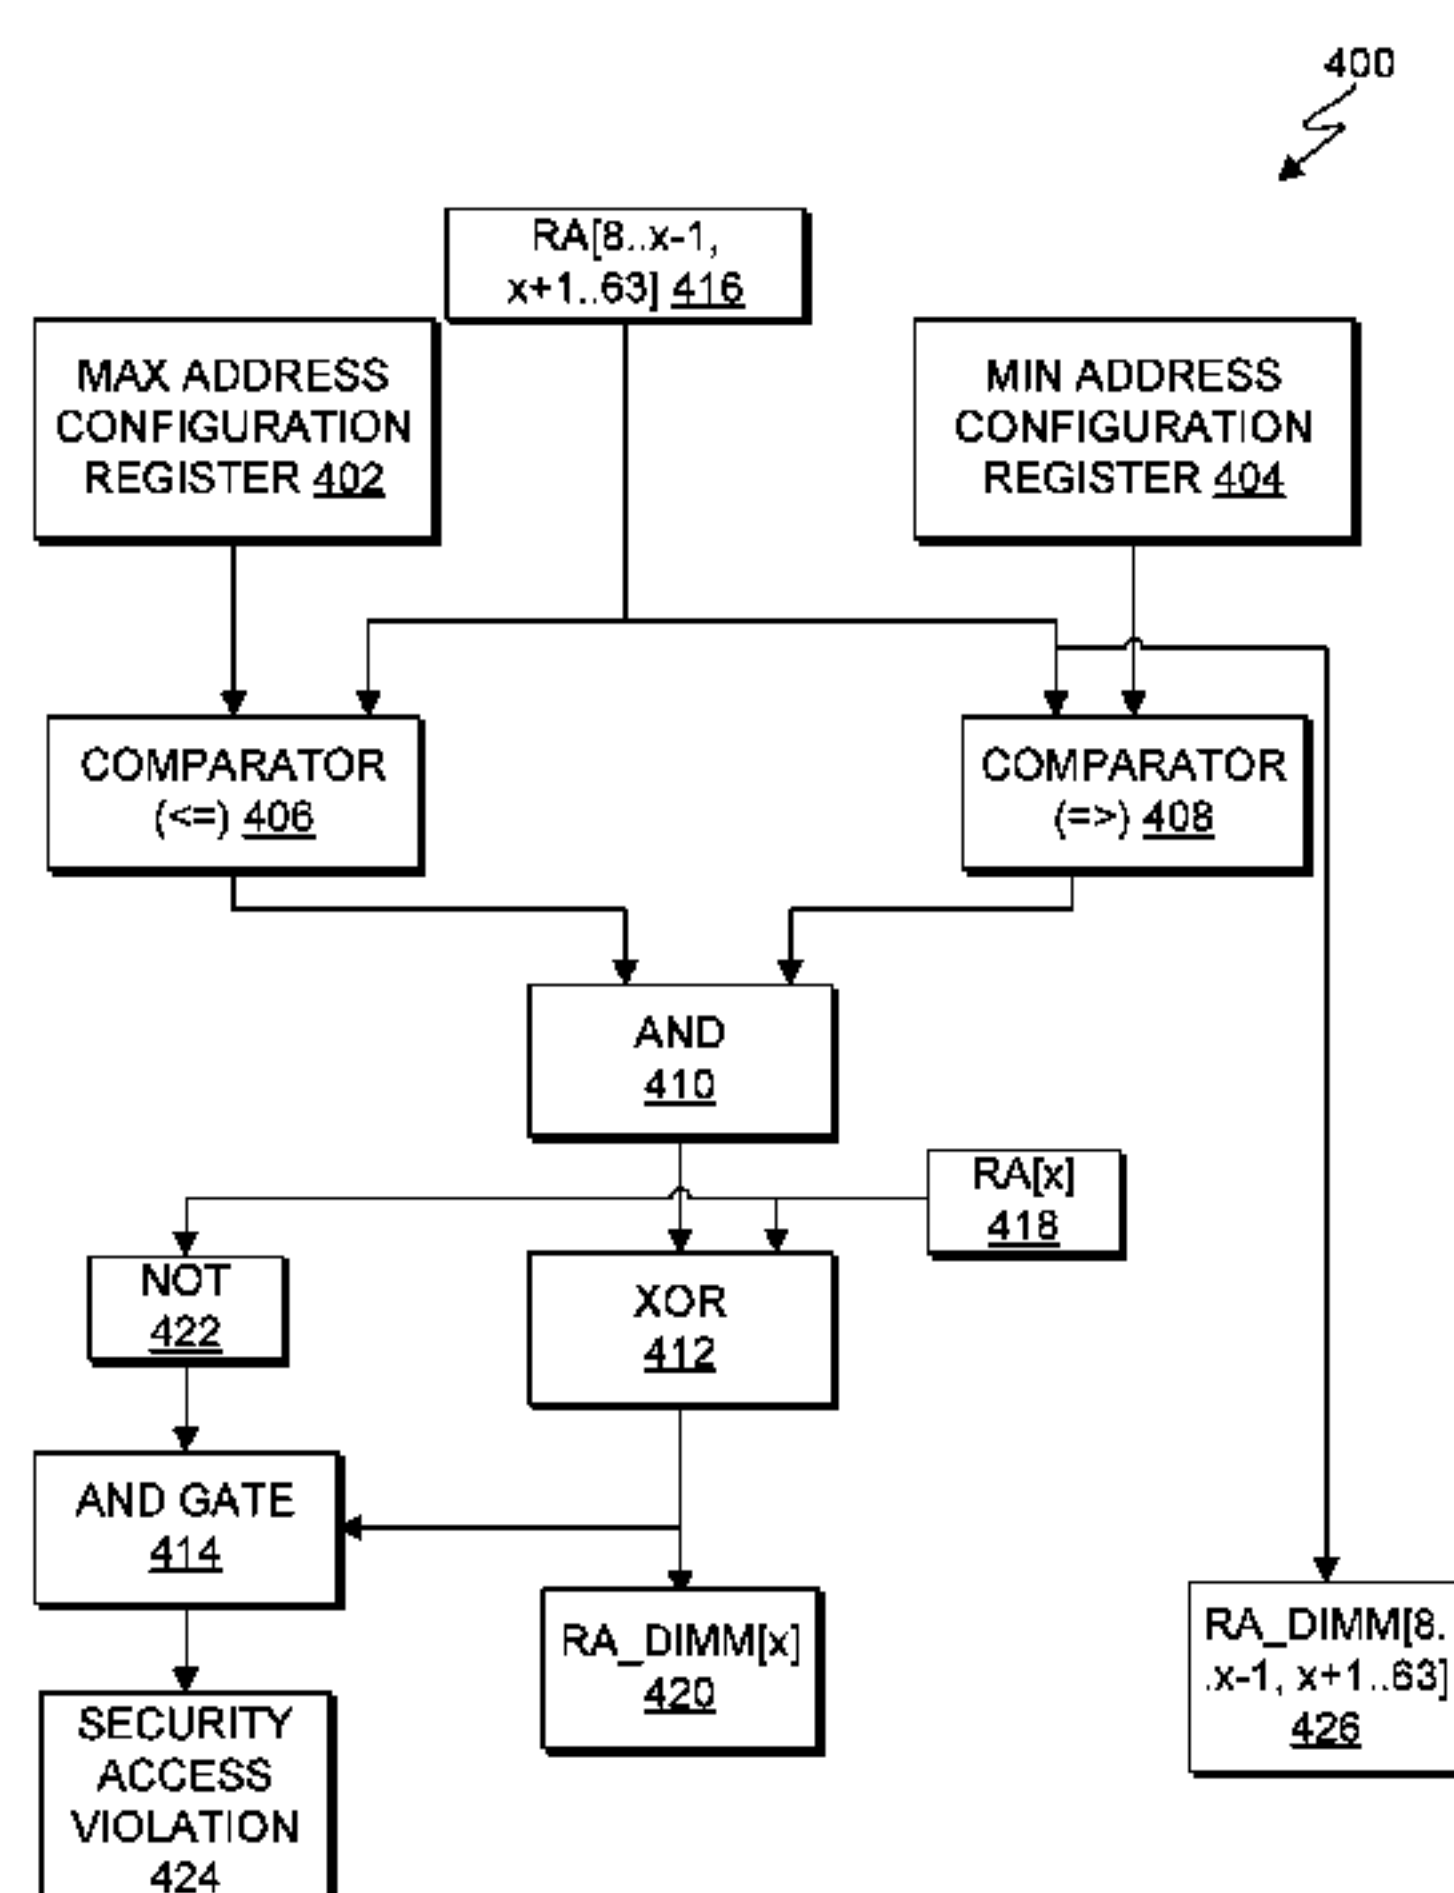 400
RA[8..x-1,
x+1..63] 416
MAX ADDRESS
CONFIGURATION
REGISTER 402
MIN ADDRESS
CONFIGURATION
REGISTER 404
COMPARATOR
(<=) 406
COMPARATOR
(=>) 408
AND
410
RA[x]
418
NOT
422
XOR
412
AND GATE
414
RA_DIMM[x]
420
RA_DIMM[8.
.x-1, x+1..63]
426
SECURITY
ACCESS
VIOLATION
424